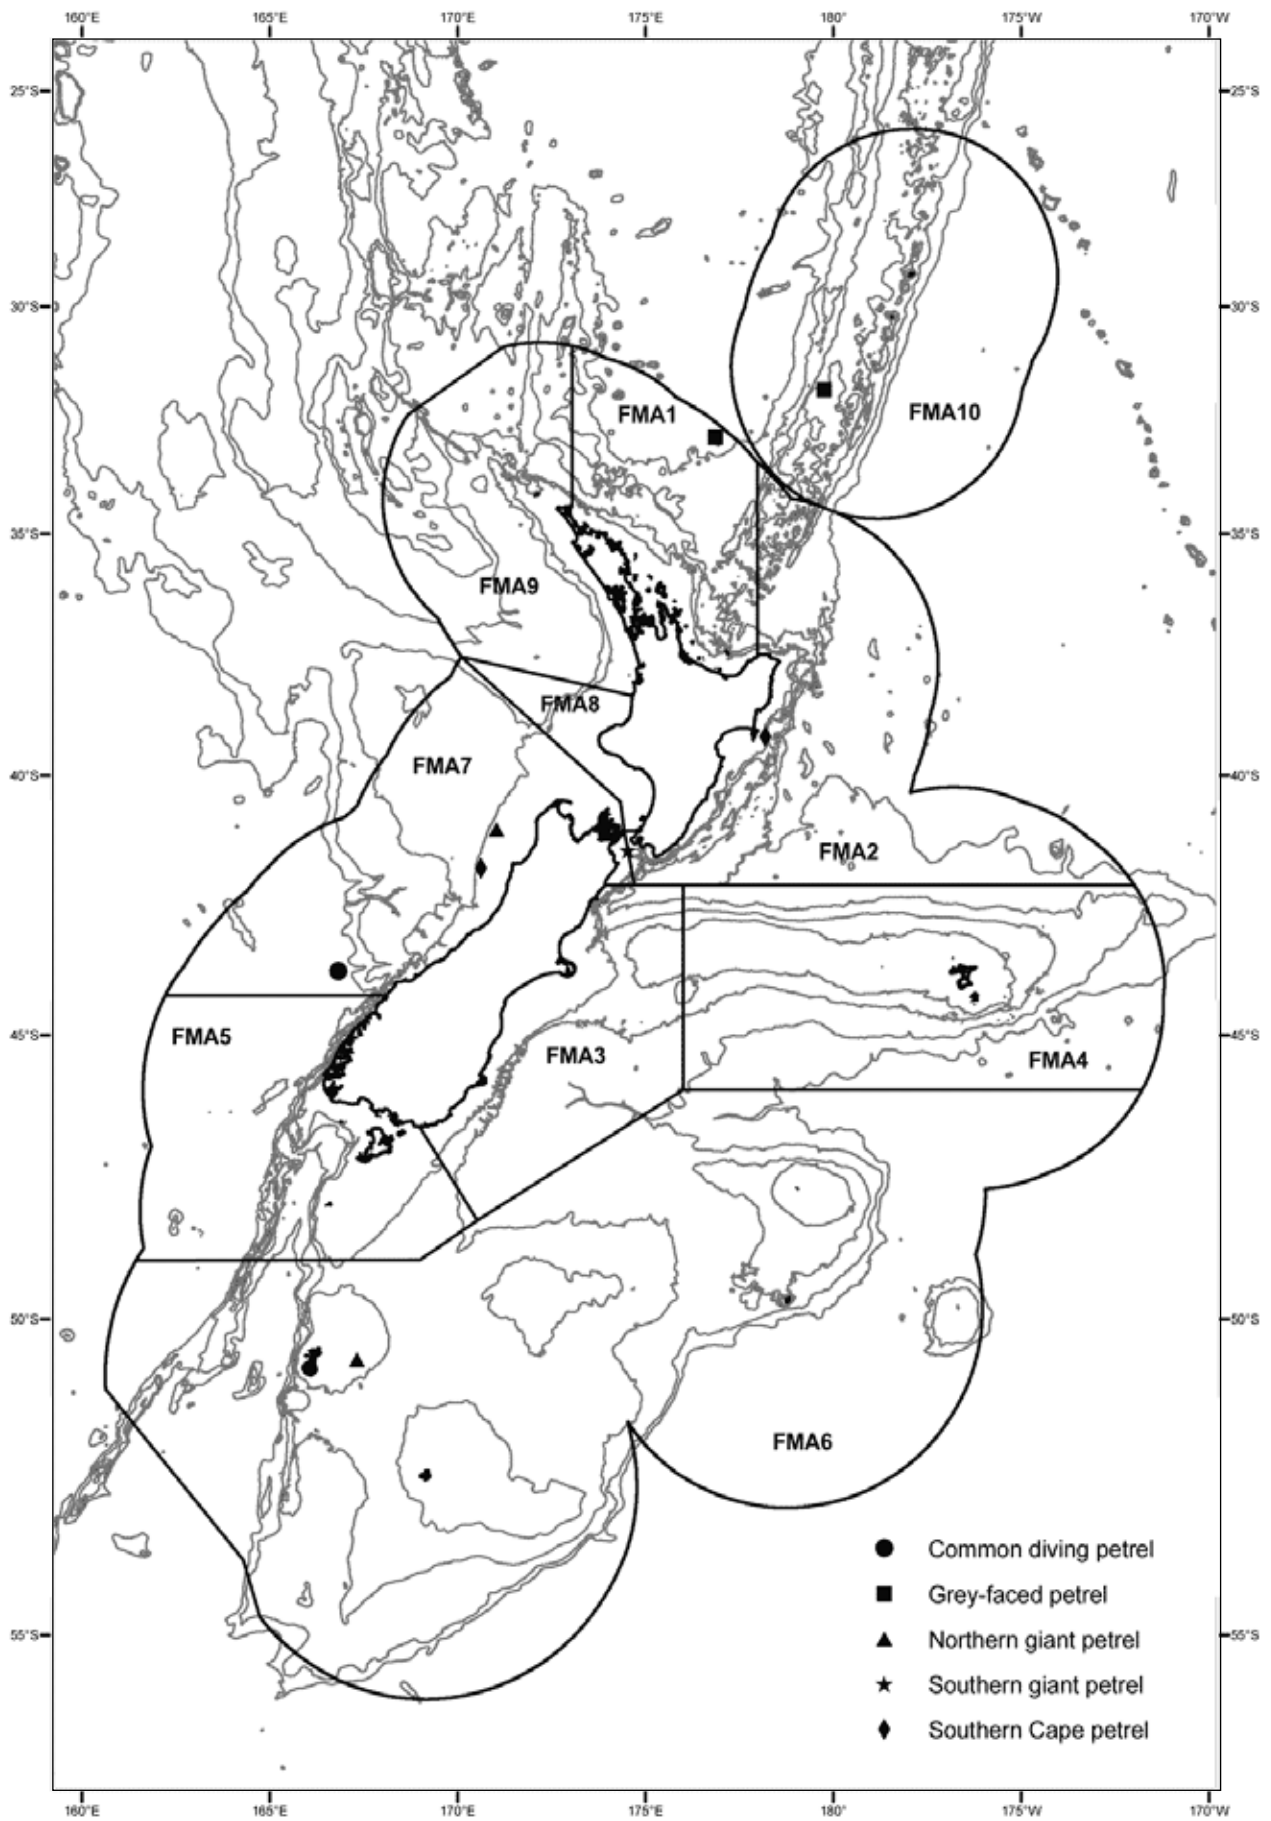 160°E 165°E 170°E 175°E 180° 175°W 170°W
25°S 25°S
30°S 30°S
FMA1
FMA10
35°S 35°S
FMA9
FMA8
FMA7
40°S 40°S
FMA2
FMA5
45°S 45°S
FMA3
FMA4
50°S 50°S
FMA6
Common diving petrel
Grey-faced petrel
Northern giant petrel
55°S 55°S
Southern giant petrel
Southern Cape petrel
160°E 165°E 170°E 175°E 180° 175°W 170°W